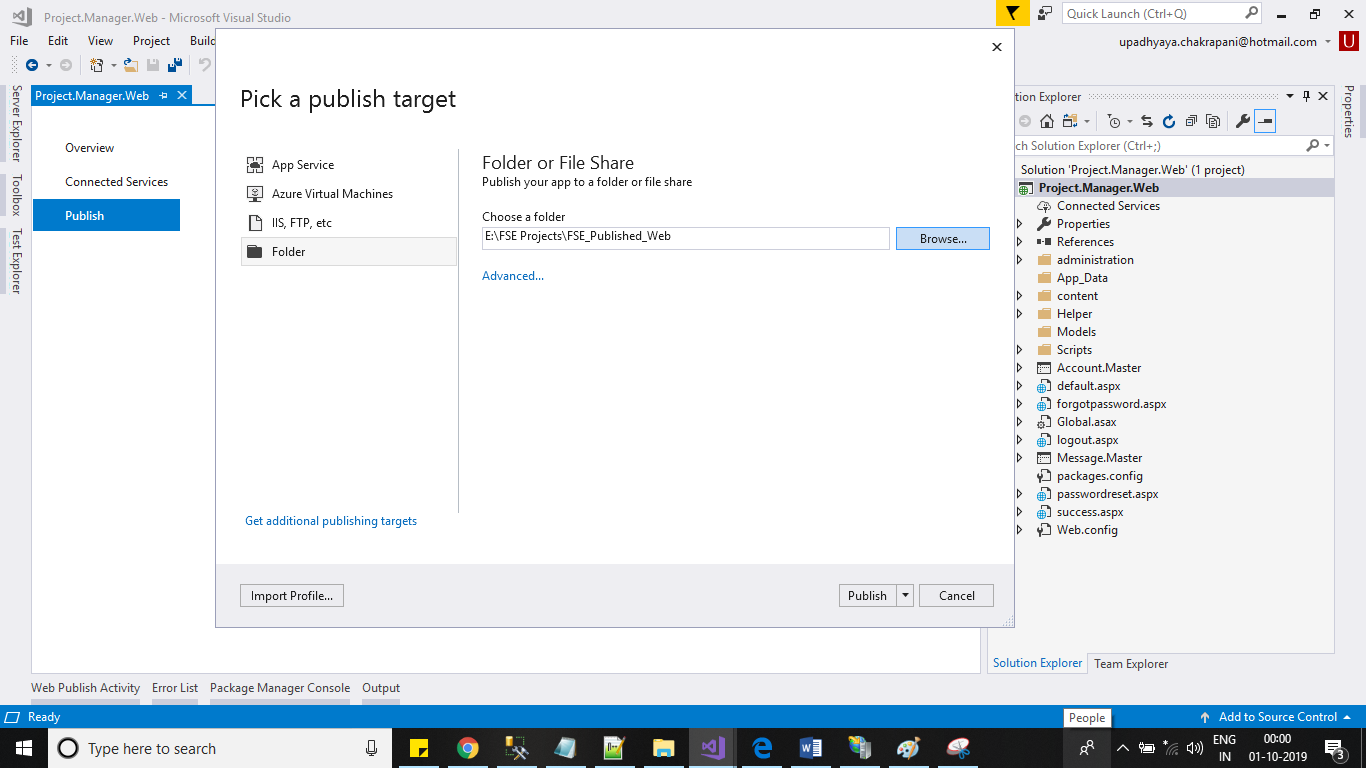 Project.Manager.Web - Microsoft Visual Studio
Quick Launch (Ctrl+Q)
File Edit View Project Build
upadhyaya.chakrapani@hotmail.com
U
Server Explorer
Toolbox
Test Explorer
Project.Manager.Web
Overview
Connected Services
Publish
Pick a publish target
App Service
Azure Virtual Machines
IIS, FTP, etc
Folder
Get additional publishing targets
Folder or File Share
Publish your app to a folder or file share
Choose a folder
E:\FSE Projects\FSE_Published_Web
Browse...
Advanced...
Import Profile...
Publish
Cancel
tion Explorer
ch Solution Explorer (Ctrl+;)
Solution 'Project.Manager.Web' (1 project)
Project.Manager.Web
Connected Services
Properties
References
administration
App_Data
content
Helper
Models
Scripts
Account.Master
default.aspx
forgotpassword.aspx
Global.asax
logout.aspx
Message.Master
packages.config
passwordreset.aspx
success.aspx
Web.config
Properties
Solution Explorer Team Explorer
Web Publish Activity Error List Package Manager Console Output
Ready
People
Add to Source Control
Type here to search
ENG
IN
00:00
01-10-2019
3